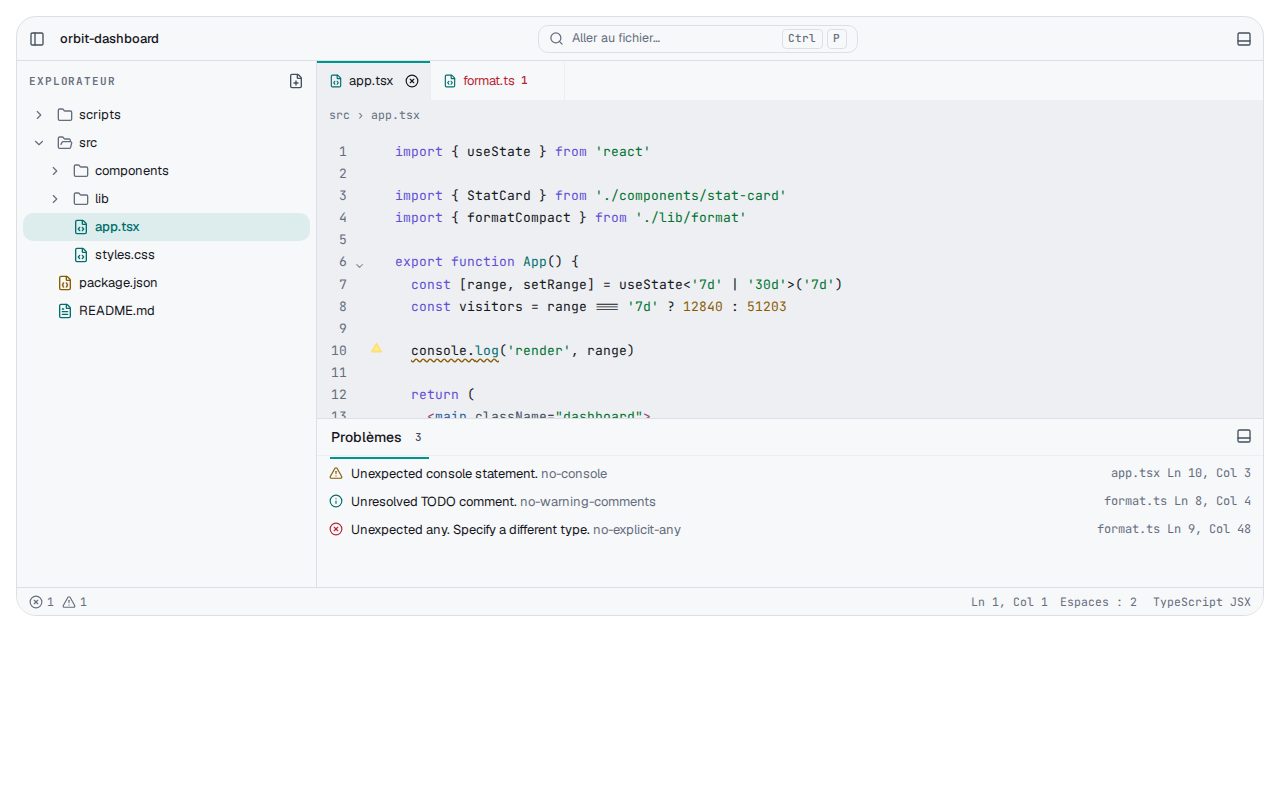 orbit-dashboard
Aller au fichier…
Ctrl P
EXPLORATEUR
scripts
src
components
lib
app.tsx
styles.css
package.json
README.md
app.tsx
format.ts 1
src › app.tsx
1 import { useState } from 'react'
2
3 import { StatCard } from './components/stat-card'
4 import { formatCompact } from './lib/format'
5
6 export function App() {
7 const [range, setRange] = useState<'7d' | '30d'>('7d')
8 const visitors = range === '7d' ? 12840 : 51203
9
10 console.log('render', range)
11
12 return (
13 <main className="dashboard">
Problèmes 3
Unexpected console statement. no-console app.tsx Ln 10, Col 3
Unresolved TODO comment. no-warning-comments format.ts Ln 8, Col 4
Unexpected any. Specify a different type. no-explicit-any format.ts Ln 9, Col 48
1 1
Ln 1, Col 1 Espaces : 2 TypeScript JSX